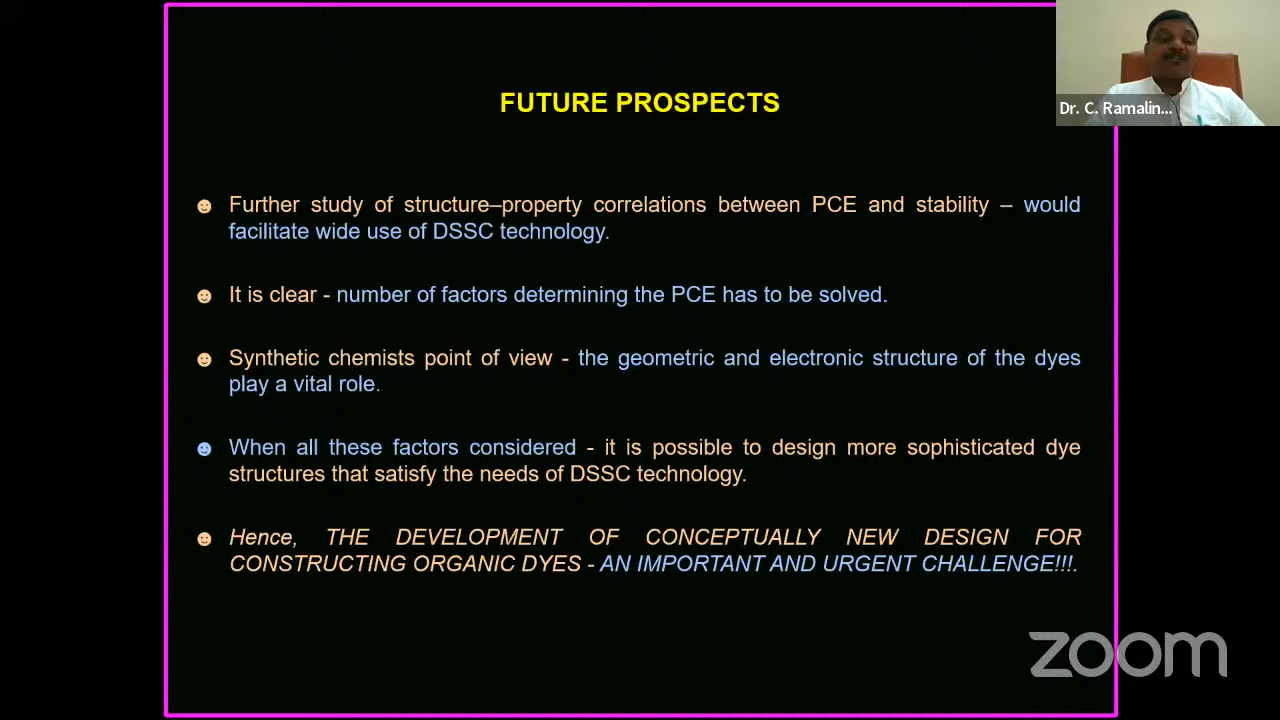 FUTURE PROSPECTS
Dr. C. Ramalin...
Further study of structure–property correlations between PCE and stability – would
facilitate wide use of DSSC technology.
It is clear - number of factors determining the PCE has to be solved.
Synthetic chemists point of view - the geometric and electronic structure of the dyes
play a vital role.
When all these factors considered - it is possible to design more sophisticated dye
structures that satisfy the needs of DSSC technology.
Hence, THE DEVELOPMENT OF CONCEPTUALLY NEW DESIGN FOR
CONSTRUCTING ORGANIC DYES - AN IMPORTANT AND URGENT CHALLENGE!!!.
zoom